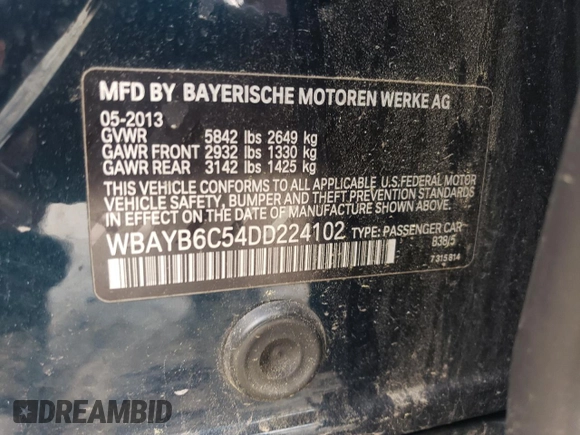 MFD BY BAYERISCHE MOTOREN WERKE AG
05-2013
GVWR 5842 lbs 2649 kg
GAWR FRONT 2932 lbs 1330 kg
GAWR REAR 3142 lbs 1425 kg
THIS VEHICLE CONFORMS TO ALL APPLICABLE U.S.FEDERAL MOTOR
VEHICLE SAFETY, BUMPER AND THEFT PREVENTION STANDARDS
IN EFFECT ON THE DATE OF MANUFACTURE SHOWN ABOVE.
WBAYB6C54DD224102 TYPE: PASSENGER CAR
838/5
7315814
DREAMBID